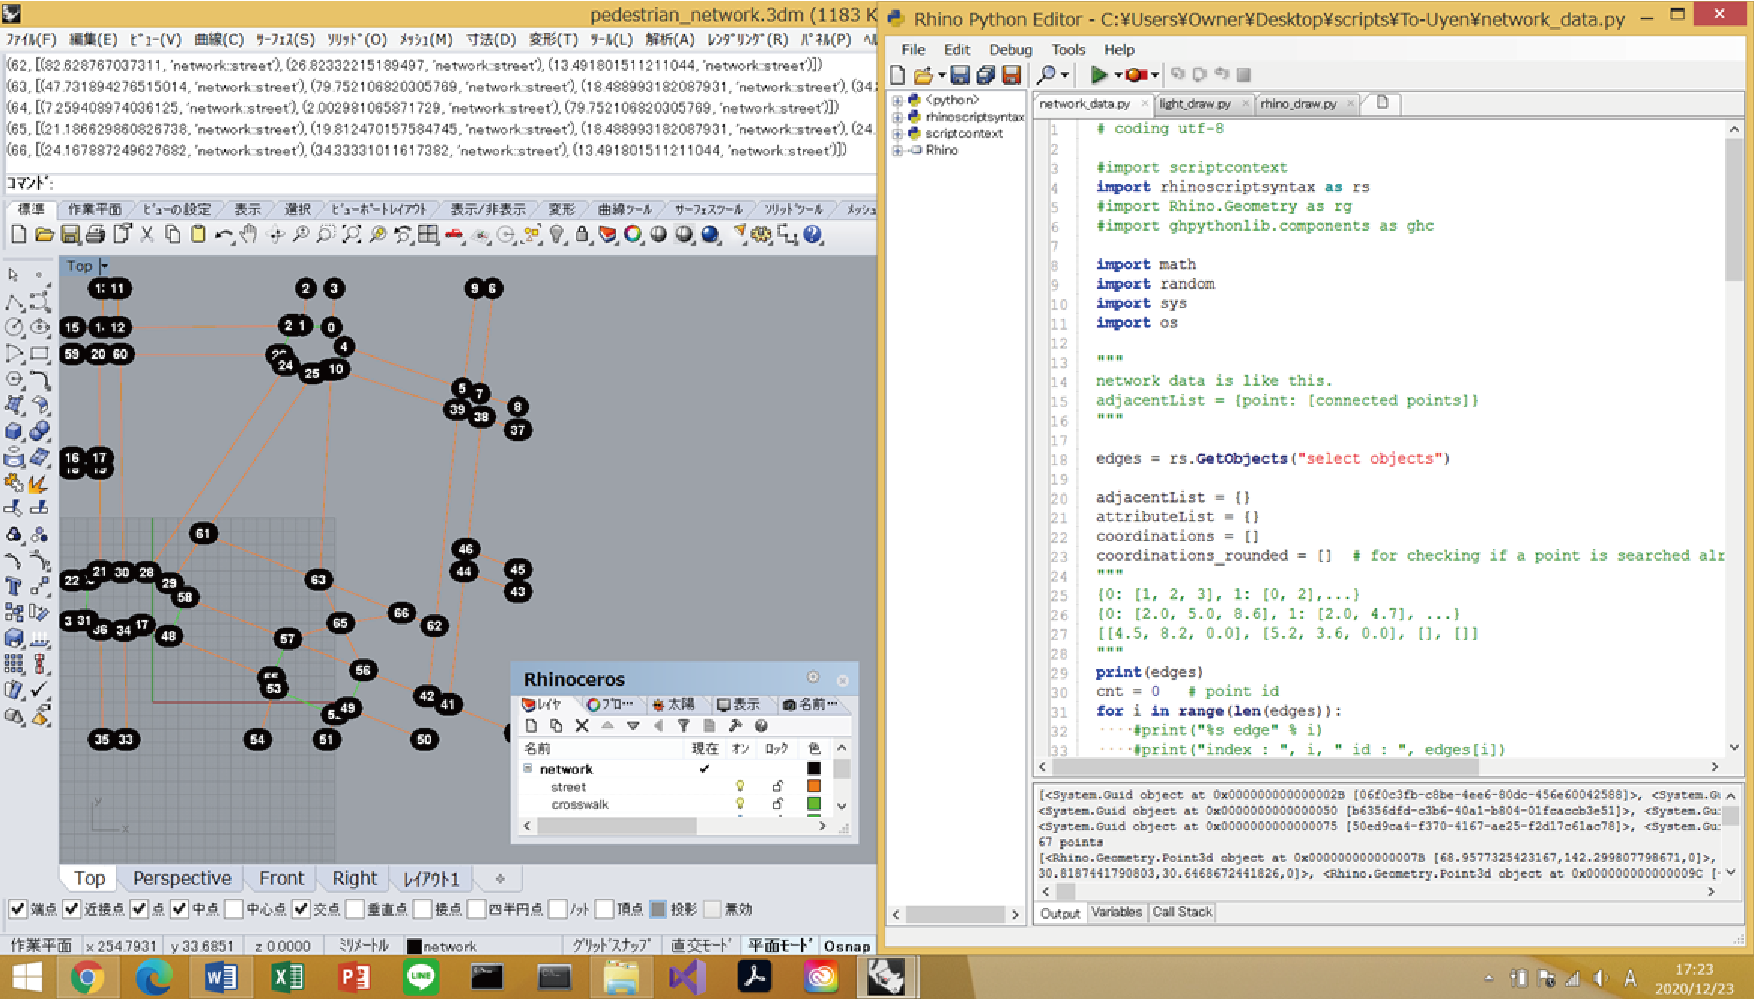 pedestrian_network.3dm (1183 K
ファイル(F) 編集(E) ビュー(V) 曲線(C) サーフェス(S) ソリッド(O) メッシュ(M) 寸法(D) 変形(T) ツール(L) 解析(A) レンダリング(R) パネル(P) ヘル
(62, [(82.628767037311, 'network::street'), (26.82332215189497, 'network::street'), (13.491801511211044, 'network::street')])
(63, [(47.731894276515014, 'network::street'), (79.752106820305769, 'network::street'), (18.488993182087931, 'network::street'), (34.
(64, [(7.259408974036125, 'network::street'), (2.002981065871729, 'network::street'), (79.752106820305769, 'network::street')])
(65, [(21.186629860826738, 'network::street'), (19.812470157584745, 'network::street'), (18.488993182087931, 'network::street'), (24.
(66, [(24.167887249627682, 'network::street'), (34.33331011617382, 'network::street'), (13.491801511211044, 'network::street')])
コマンド:
標準 作業平面 ビューの設定 表示 選択 ビューポートレイアウト 表示/非表示 変形 曲線ツール サーフェスツール ソリッドツール メッシュ
Top
11 2 3 9 6
15 12 2 1 0
59 20 60 4
24 25 10
5 7 8
39 38 37
16 17
61
46 45
44 43
22 21 30 28 29 63
58 66
31 36 34 17 48 65 62
57
56
53 42 41
49
35 33 54 51 50
Rhinoceros
レイヤ プロ… 太陽 表示 名前…
名前 現在 オン ロック 色
network
street
crosswalk
y
x
Top Perspective Front Right レイアウト1
端点 近接点 点 中点 中心点 交点 垂直点 接点 四半円点 ノット 頂点 投影 無効
作業平面 x 254.7931 y 33.6851 z 0.0000 ミリメートル network グリッドスナップ 直交モード 平面モード Osnap
Rhino Python Editor - C:¥Users¥Owner¥Desktop¥scripts¥To-Uyen¥network_data.py
File Edit Debug Tools Help
<python>
rhinoscriptsyntax
scriptcontext
Rhino
network_data.py light_draw.py rhino_draw.py
1 # coding utf-8
2
3 #import scriptcontext
4 import rhinoscriptsyntax as rs
5 #import Rhino.Geometry as rg
6 #import ghpythonlib.components as ghc
7
8 import math
9 import random
10 import sys
11 import os
12
13 """
14 network data is like this.
15 adjacentList = {point: [connected points]}
16 """
17
18 edges = rs.GetObjects("select objects")
19
20 adjacentList = {}
21 attributeList = {}
22 coordinations = []
23 coordinations_rounded = [] # for checking if a point is searched alr
24 """
25 {0: [1, 2, 3], 1: [0, 2],...}
26 {0: [2.0, 5.0, 8.6], 1: [2.0, 4.7], ...}
27 [[4.5, 8.2, 0.0], [5.2, 3.6, 0.0], [], []]
28 """
29 print(edges)
30 cnt = 0 # point id
31 for i in range(len(edges)):
32 ····#print("%s edge" % i)
33 ····#print("index : ", i, " id : ", edges[i])
[<System.Guid object at 0x000000000000002B [06f0c3fb-c8be-4ee6-80dc-456e60042588]>, <System.Gu
<System.Guid object at 0x0000000000000050 [b6356dfd-c3b6-40a1-b804-01fcaccb3e51]>, <System.Gu
<System.Guid object at 0x0000000000000075 [50ed9ca4-f370-4167-ae25-f2d17c61ac78]>, <System.Gu
67 points
[<Rhino.Geometry.Point3d object at 0x000000000000007B [68.9577325423167,142.299807798671,0]>,
30.8187441790803,30.6468672441826,0]>, <Rhino.Geometry.Point3d object at 0x000000000000009C [-
Output Variables Call Stack
LINE
A 17:23
2020/12/23